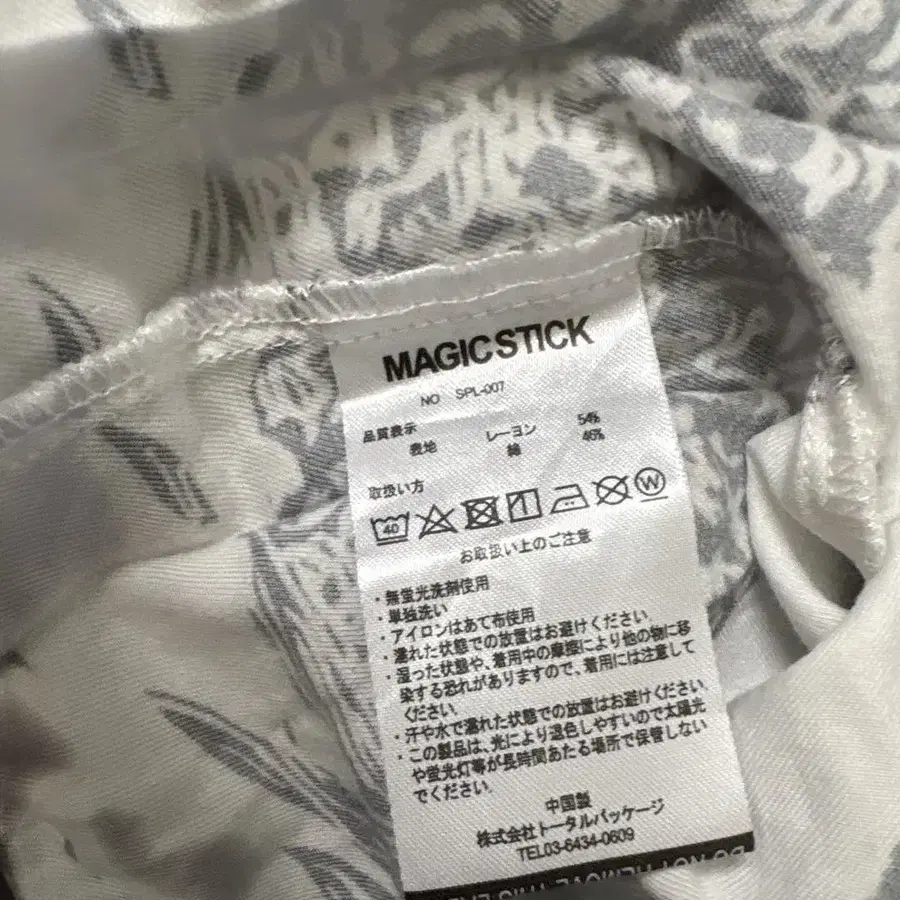 MAGIC STICK
NO SPL-007
品質表示
表地 レーヨン 54%
綿 46%
取扱い方
40 W
お取扱い上のご注意
・無蛍光洗剤使用
・単独洗い
・アイロンはあて布使用
・濡れた状態での放置はお避けください
・湿った状態や、着用中の摩擦により他の物に移
染する恐れがありますので、着用には注意して
ください
・汗や水で濡れた状態での放置はお避けください
・この製品は、光により退色しやすいので太陽光
や蛍光灯等が長時間あたる場所で保管しない
でください
中国製
株式会社トータルパッケージ
TEL03-6434-0609
DO NOT REMOVE THIS